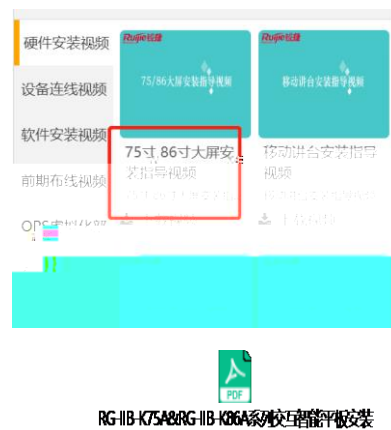 硬件安装视频
设备连线视频
软件安装视频
前期布线视频
Ruijie锐捷
75/86大屏安装指导视频
75寸,86寸大屏安
装指导视频
Ruijie锐捷
移动讲台安装指导视频
移动讲台安装指导
视频
PDF
RG-IIB-K75A&RG-IIB-K86A系列交互智能平板安装